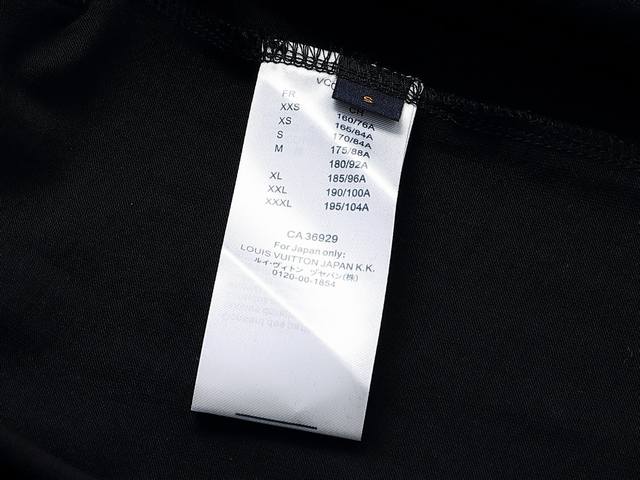 FR CH
XXS 160/76A
XS 165/84A
S 170/84A
M 175/88A
180/92A
XL 185/96A
XXL 190/100A
XXXL 195/104A
CA 36929
For Japan only:
LOUIS VUITTON JAPAN K.K.
ルイ・ヴィトン ヅャパン(株)
0120-00-1854
S